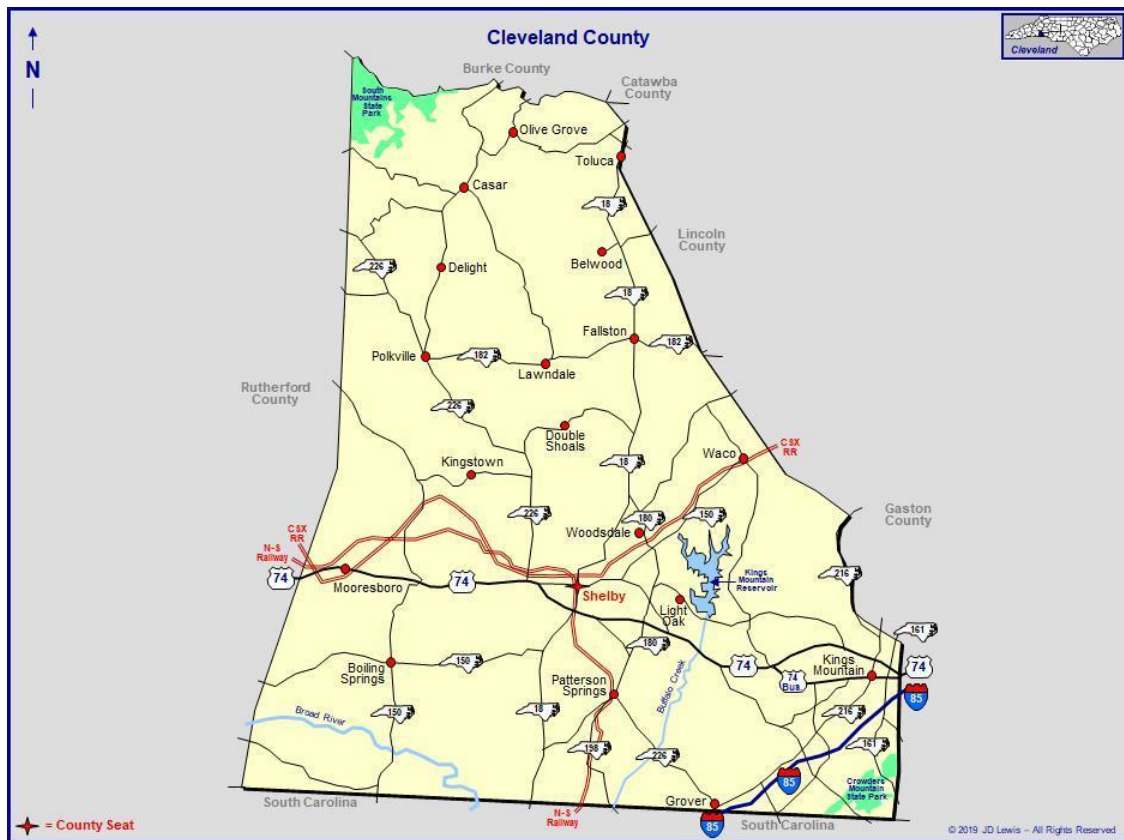 Cleveland County
Cleveland
N
Burke County
Catawba
County
South
Mountains
State
Park
Olive Grove
Toluca
Casar
18
Lincoln
County
Belwood
226
Delight
18
Fallston
182
Polkville
182
Lawndale
Rutherford
County
226
Double
Shoals
CSX
RR
Waco
Kingstown
18
Gaston
County
226
180
150
Woodsdale
CSX
RR
N-S
Railway
74
Mooresboro
74
Shelby
Kings
Mountain
Reservoir
216
Light
Oak
161
180
Boiling
Springs
150
74
Kings
Mountain
74
74
Bus.
Patterson
Springs
Buffalo Creek
85
150
18
216
Broad River
198
226
161
85
Crowders
Mountain
State Park
South Carolina
Grover
N-S
Railway
85
South Carolina
= County Seat
© 2019 JD Lewis – All Rights Reserved